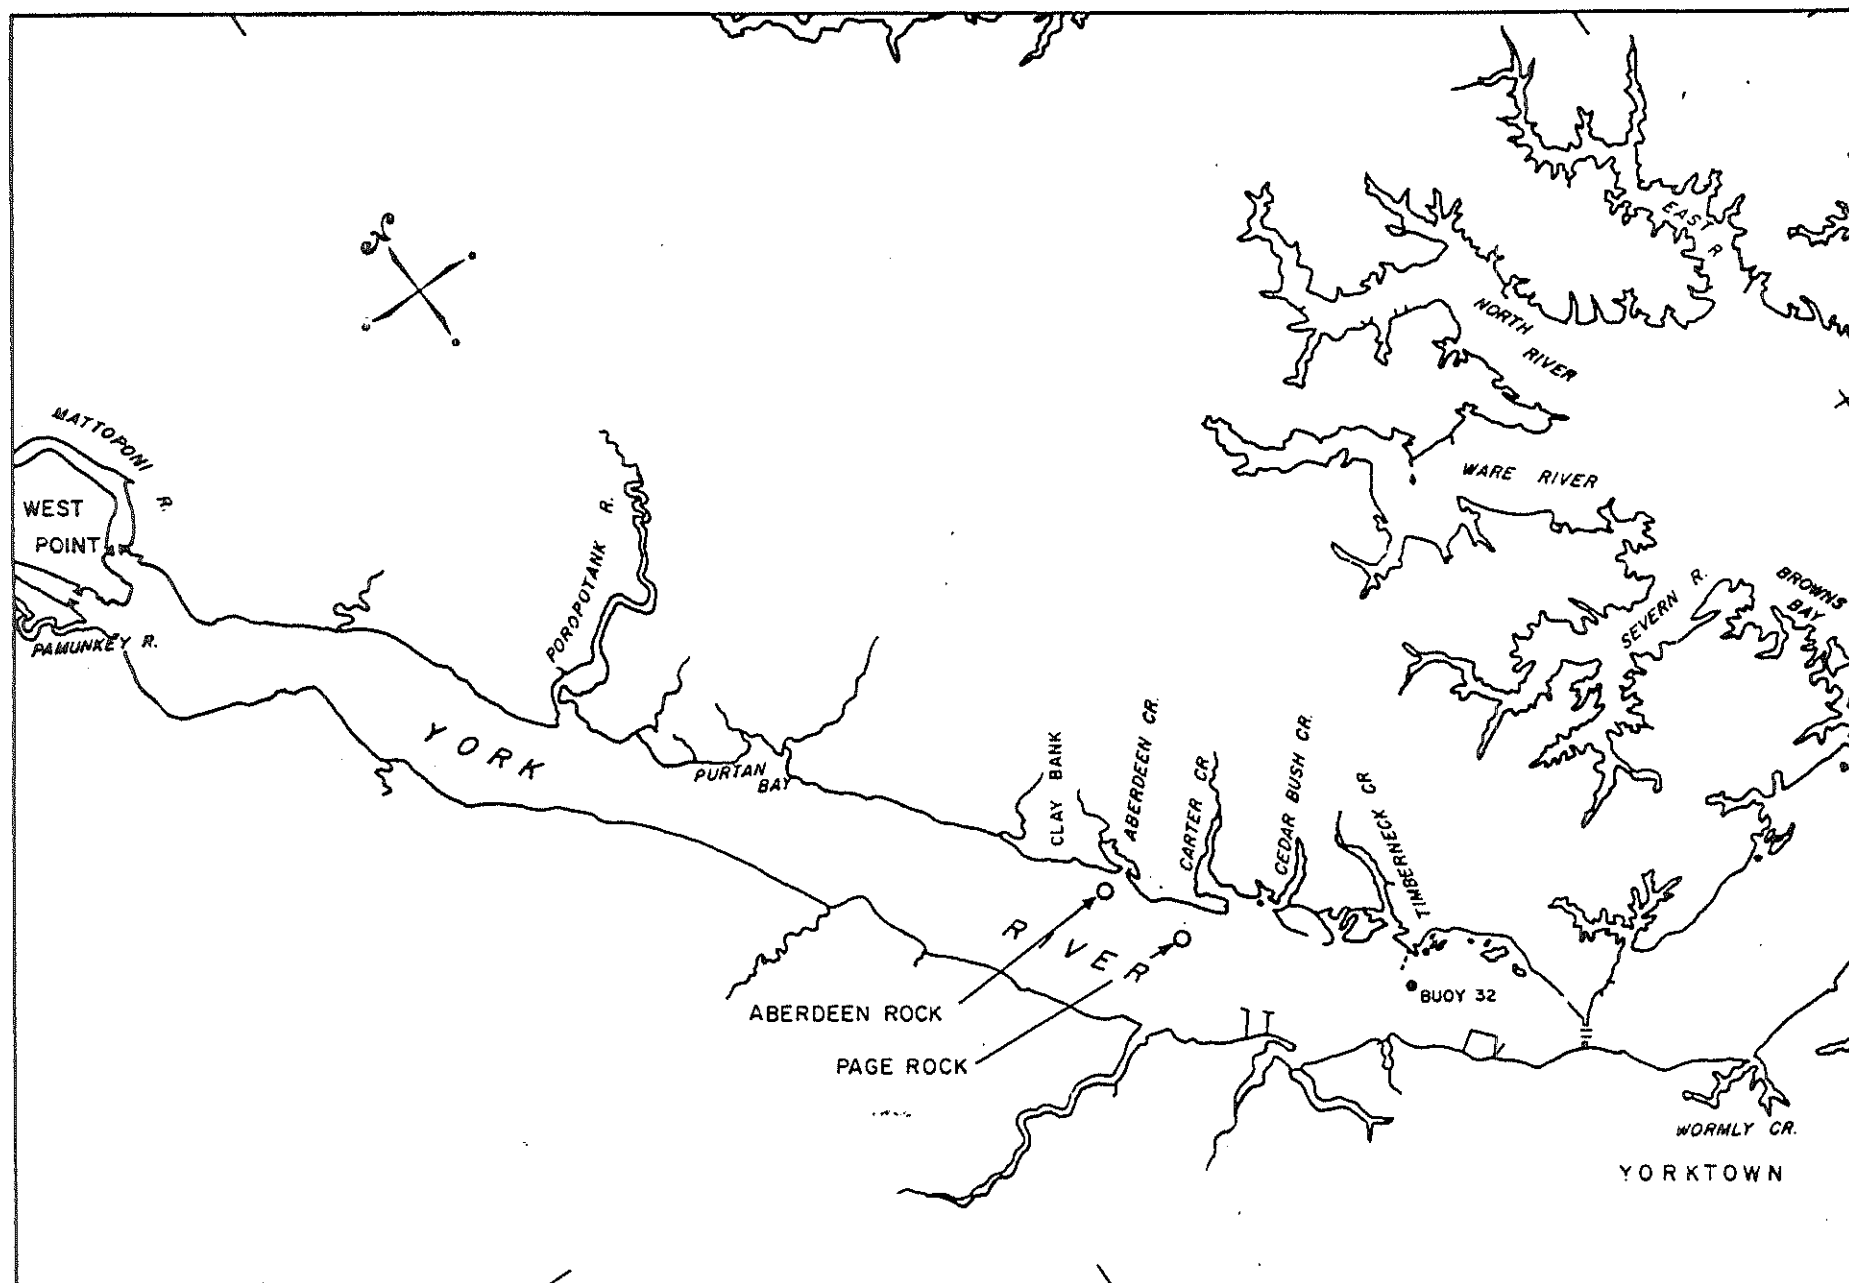 N
EAST R
NORTH
RIVER
MATTOPONI R.
WARE RIVER
WEST
POINT
POROPOTANK R.
SEVERN R.
BROWNS
BAY
PAMUNKEY R.
YORK
PURTAN
BAY
CLAY BANK
ABERDEEN CR.
CARTER CR
CEDAR BUSH CR.
TIMBERNECK CR
RIVER
BUOY 32
ABERDEEN ROCK
PAGE ROCK
WORMLY CR.
YORKTOWN